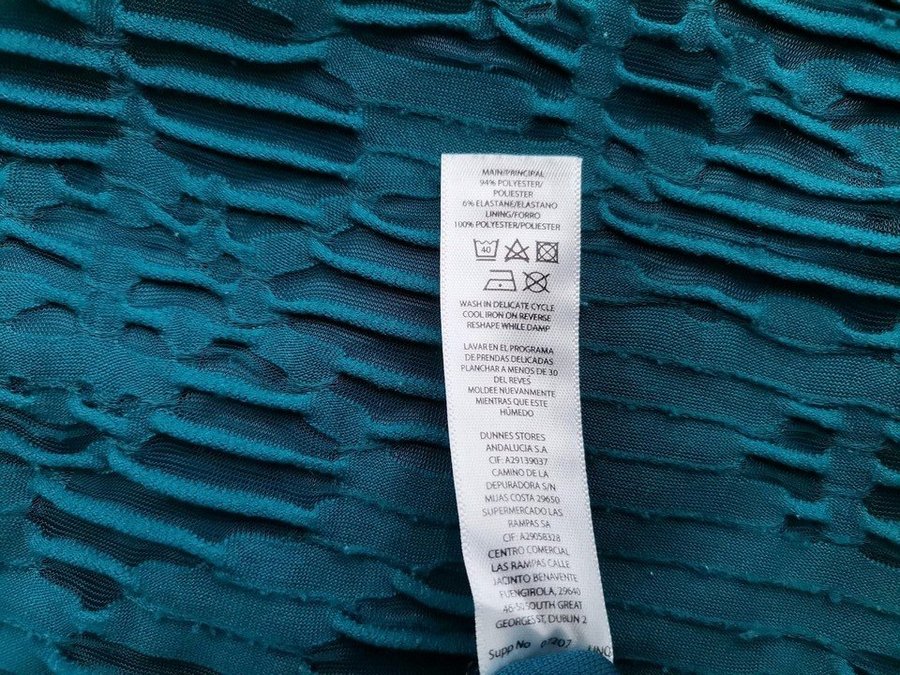 MAIN/PRINCIPAL
94% POLYESTER/
POLIESTER
6% ELASTANE/ELASTANO
LINING/FORRO
100% POLYESTER/POLIESTER
40
WASH IN DELICATE CYCLE
COOL IRON ON REVERSE
RESHAPE WHILE DAMP
LAVAR EN EL PROGRAMA
DE PRENDAS DELICADAS
PLANCHAR A MENOS DE 30
DEL REVES
MOLDEE NUEVANMENTE
MIENTRAS QUE ESTE
HÚMEDO
DUNNES STORES
ANDALUCIA S.A
CIF: A29139037
CAMINO DE LA
DEPURADORA S/N
MIJAS COSTA 29650
SUPERMERCADO LAS
RAMPAS SA
CIF: A29058328
CENTRO COMERCIAL
LAS RAMPAS CALLE
JACINTO BENAVENTE
FUENGIROLA, 29640
46-50 SOUTH GREAT
GEORGES ST, DUBLIN 2
Supp No